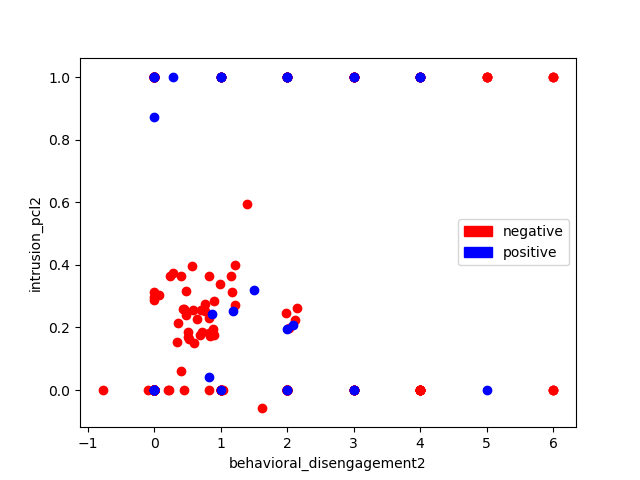 1.0
0.8
0.6
0.4
0.2
0.0
intrusion_pcl2
negative
positive
−1 0 1 2 3 4 5 6
behavioral_disengagement2